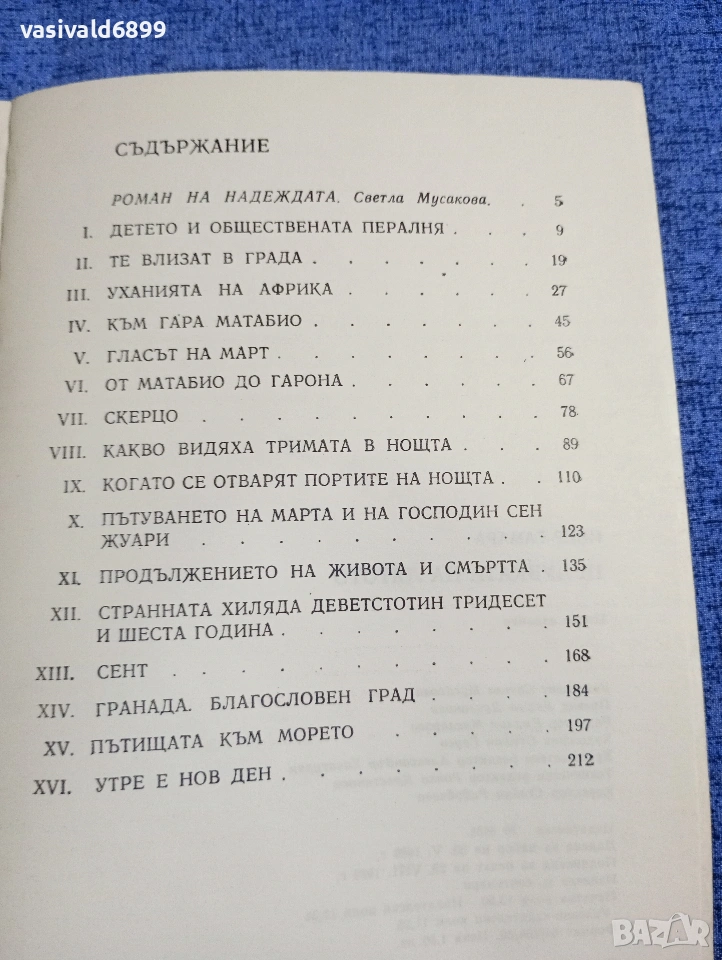 vasivald6899
СЪДЪРЖАНИЕ
РОМАН НА НАДЕЖДАТА. Светла Мусакова. . 5
I. ДЕТЕТО И ОБЩЕСТВЕНАТА ПЕРАЛНЯ . . . 9
II. ТЕ ВЛИЗАТ В ГРАДА . . . . . . . 19
III. УХАНИЯТА НА АФРИКА . . . . . . 27
IV. КЪМ ГАРА МАТАБИО . . . . . . . 45
V. ГЛАСЪТ НА МАРТ . . . . . . . . 56
VI. ОТ МАТАБИО ДО ГАРОНА . . . . . . 67
VII. СКЕРЦО . . . . . . . . . . 78
VIII. КАКВО ВИДЯХА ТРИМАТА В НОЩТА . . . 89
IX. КОГАТО СЕ ОТВАРЯТ ПОРТИТЕ НА НОЩТА . . 110
X. ПЪТУВАНЕТО НА МАРТА И НА ГОСПОДИН СЕН
ЖУАРИ . . . . . . . . . . 123
XI. ПРОДЪЛЖЕНИЕТО НА ЖИВОТА И СМЪРТТА . 135
XII. СТРАННАТА ХИЛЯДА ДЕВЕТСТОТИН ТРИДЕСЕТ
И ШЕСТА ГОДИНА . . . . . . . . 151
XIII. СЕНТ . . . . . . . . . . . 168
XIV. ГРАНАДА. БЛАГОСЛОВЕН ГРАД . . . . 184
XV. ПЪТИЩАТА КЪМ МОРЕТО . . . . . 197
XVI. УТРЕ Е НОВ ДЕН . . . . . . . . 212
BAZAR